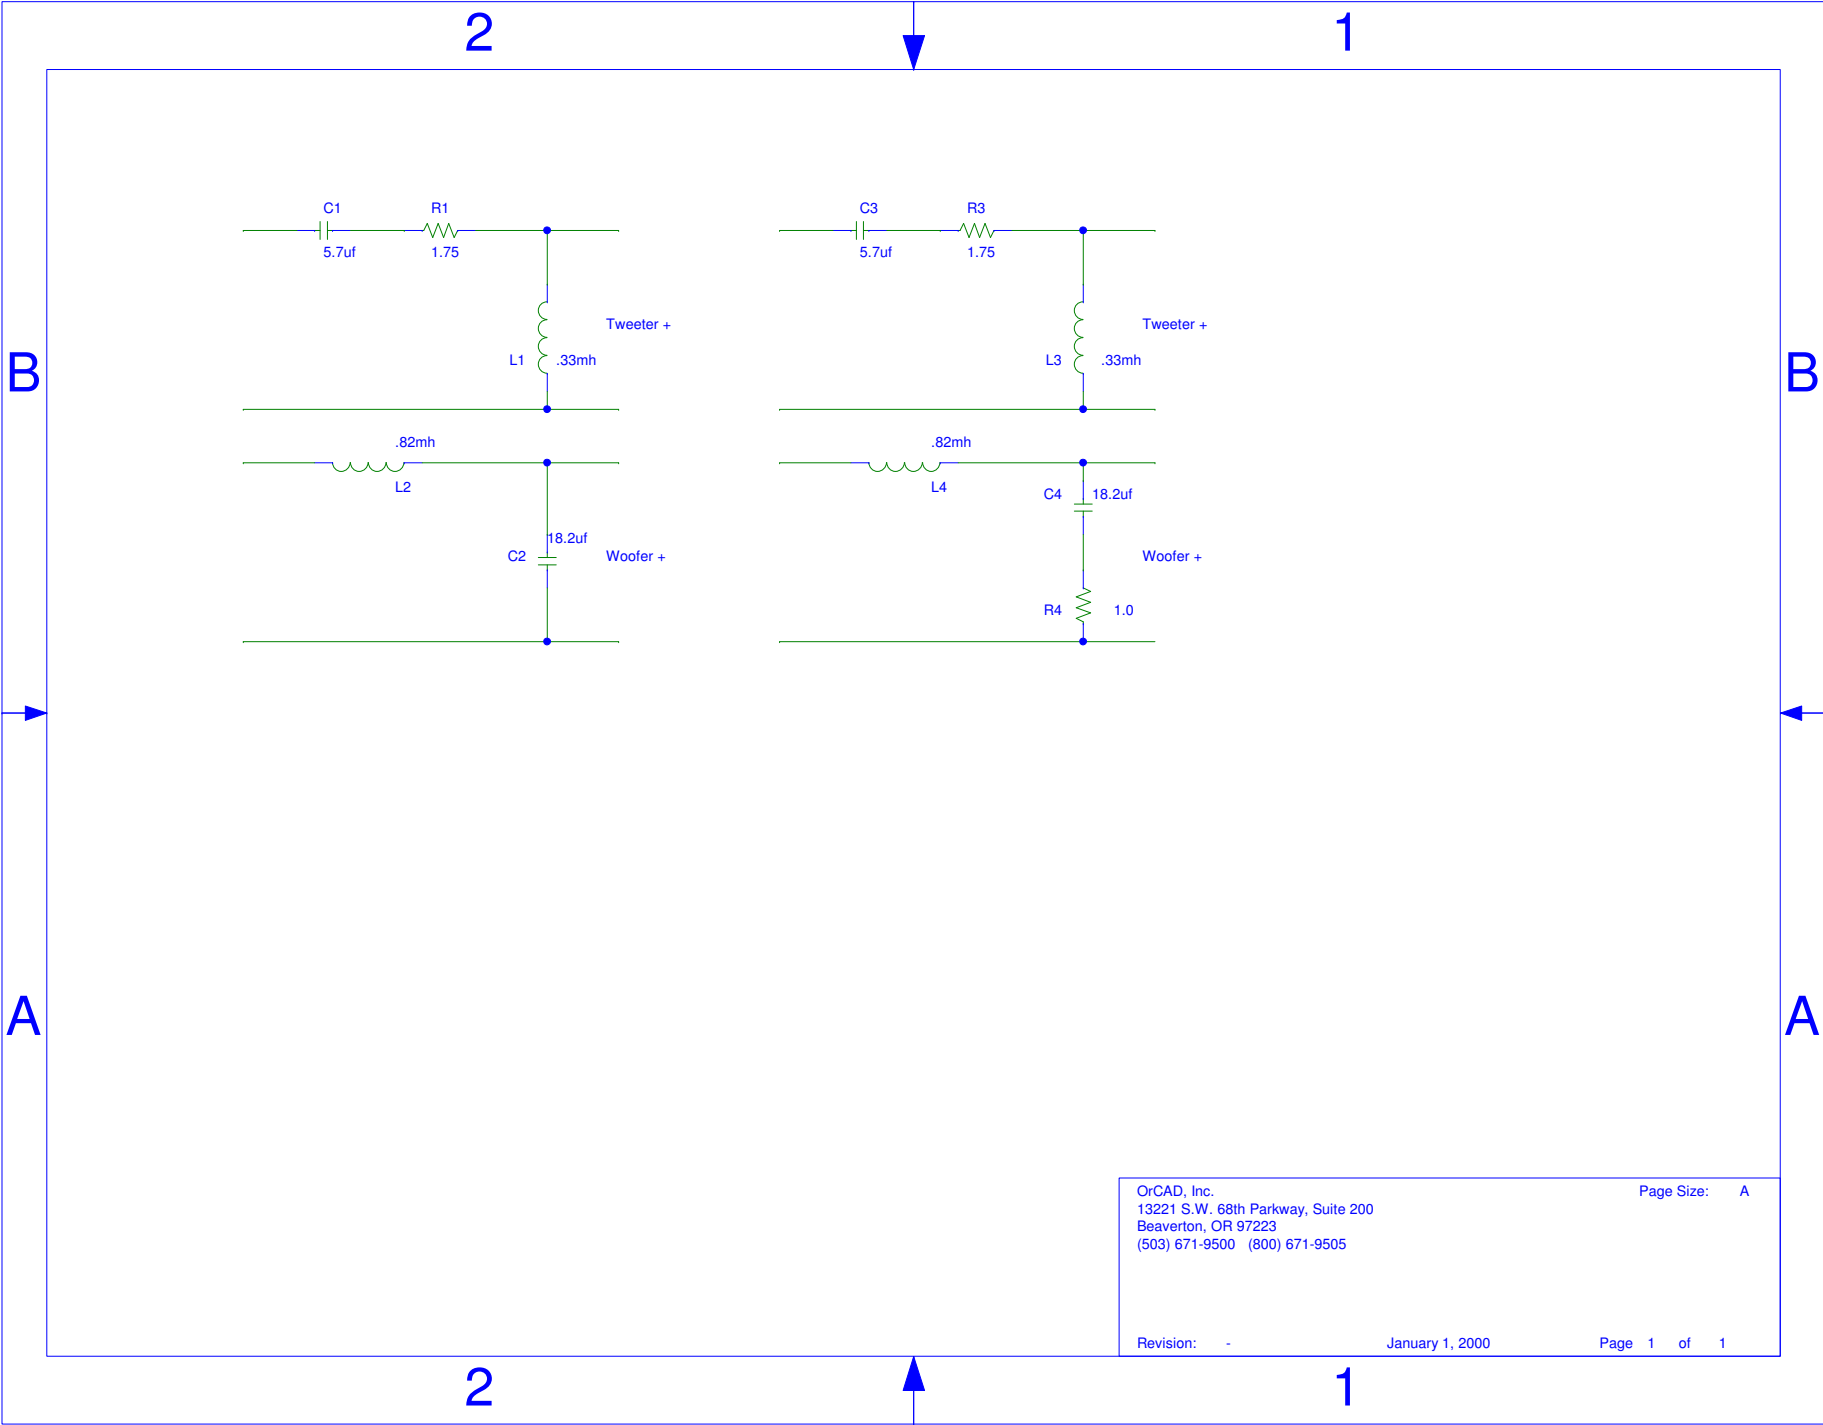 2 1
C1 R1 C3 R3
5.7uf 1.75 5.7uf 1.75
Tweeter + Tweeter +
L1 .33mh L3 .33mh
B B
.82mh .82mh
L2 L4
C4 18.2uf
18.2uf
C2 Woofer + Woofer +
R4 1.0
A A
OrCAD, Inc. Page Size: A
13221 S.W. 68th Parkway, Suite 200
Beaverton, OR 97223
(503) 671-9500 (800) 671-9505
Revision: - January 1, 2000 Page 1 of 1
2 1